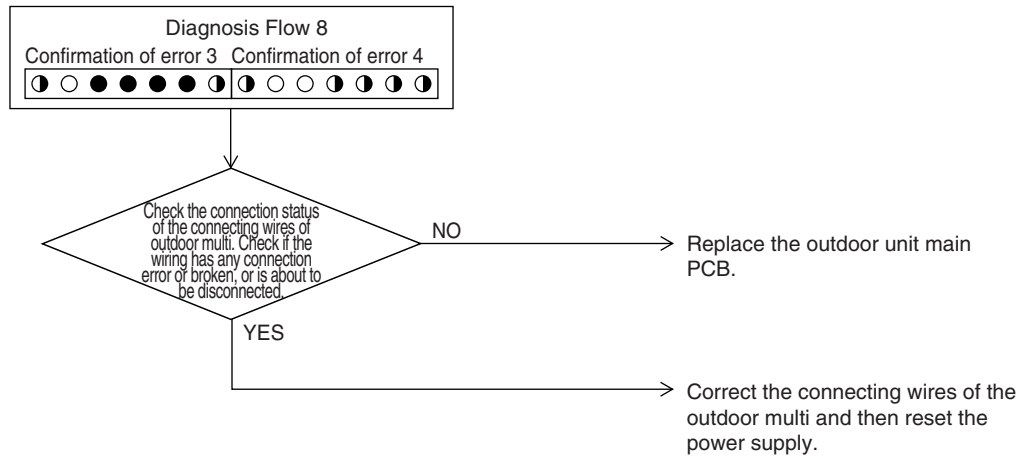 Diagnosis Flow 8
Confirmation of error 3 Confirmation of error 4
Check the connection status
of the connecting wires of
outdoor multi. Check if the
wiring has any connection
error or broken, or is about to
be disconnected.
NO
Replace the outdoor unit main
PCB.
YES
Correct the connecting wires of the
outdoor multi and then reset the
power supply.